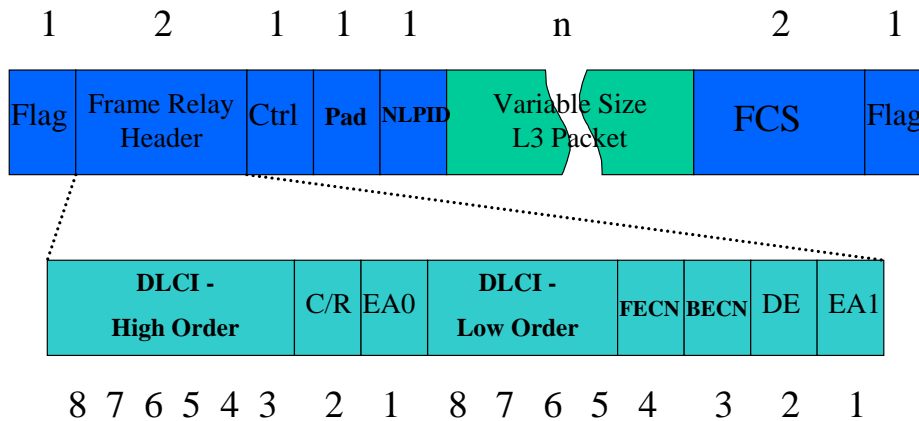 1 2 1 1 1 n 2 1
Flag Frame Relay Header Ctrl Pad NLPID Variable Size L3 Packet FCS Flag
DLCI - High Order C/R EA0 DLCI - Low Order FECN BECN DE EA1
8 7 6 5 4 3 2 1 8 7 6 5 4 3 2 1